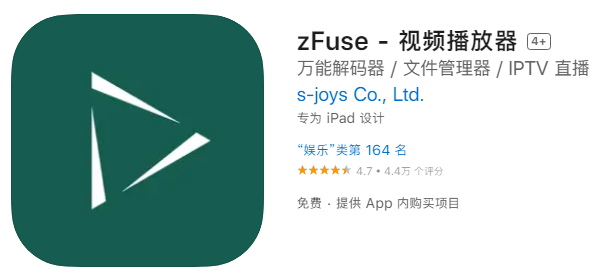 zFuse - 视频播放器 4+
万能解码器 / 文件管理器 / IPTV 直播
s-joys Co., Ltd.
专为 iPad 设计
“娱乐”类第 164 名
★★★★★ 4.7 • 4.4万 个评分
免费 · 提供 App 内购买项目